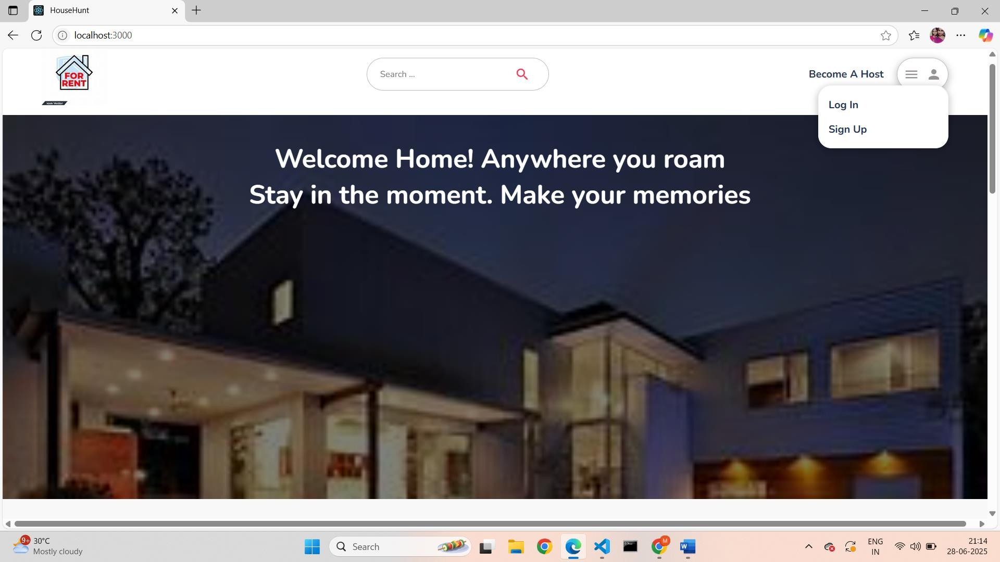 HouseHunt
localhost:3000
FOR
RENT
Icon Vector
Search ...
Become A Host
Log In
Sign Up
Welcome Home! Anywhere you roam
Stay in the moment. Make your memories
9+
30°C
Mostly cloudy
Search
M
W
ENG
IN
21:14
28-06-2025